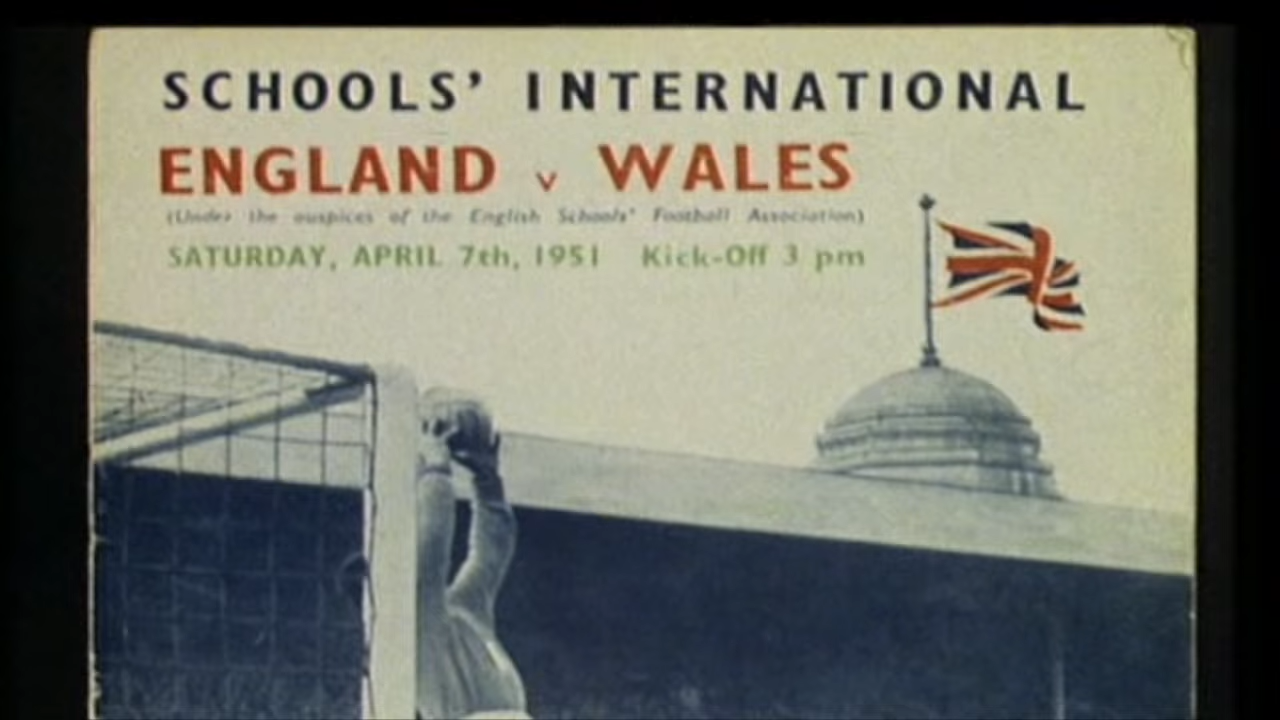 SCHOOLS' INTERNATIONAL
ENGLAND v WALES
(Under the auspices of the English Schools' Football Association)
SATURDAY, APRIL 7th, 1951 Kick-Off 3 pm